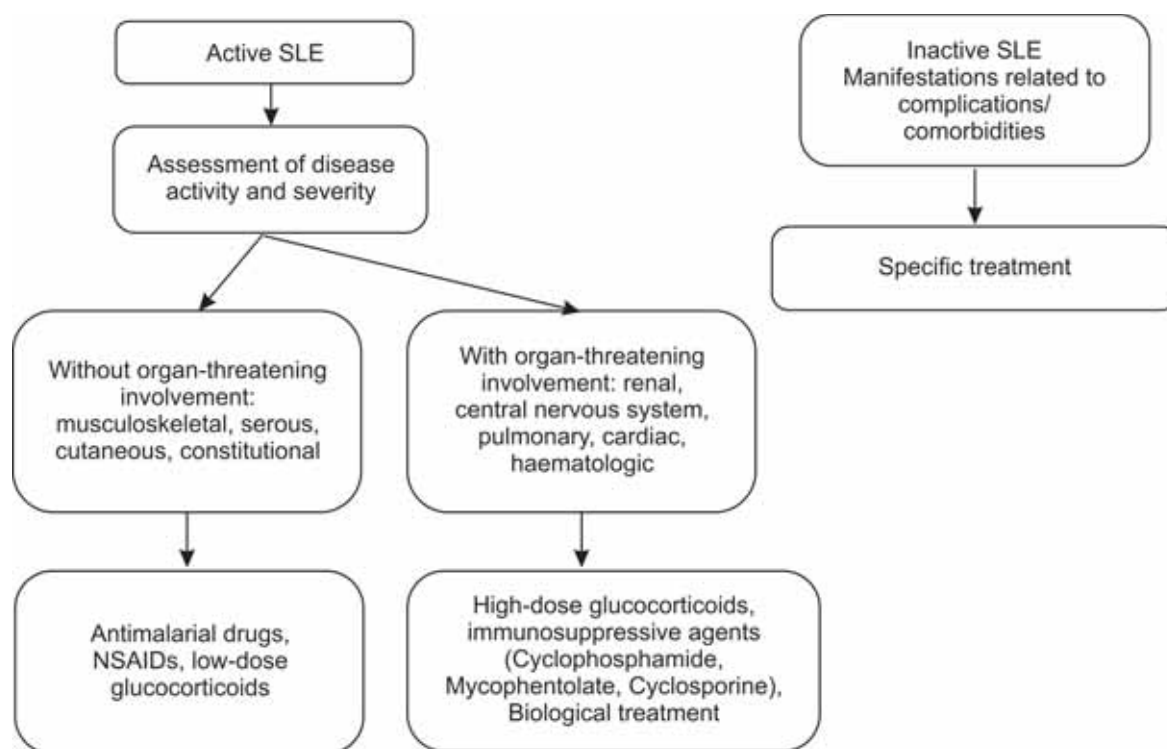 Active SLE
Assessment of disease
activity and severity
Without organ-threatening
involvement:
musculoskeletal, serous,
cutaneous, constitutional
Antimalarial drugs,
NSAIDs, low-dose
glucocorticoids
With organ-threatening
involvement: renal,
central nervous system,
pulmonary, cardiac,
haematologic
High-dose glucocorticoids,
immunosuppressive agents
(Cyclophosphamide,
Mycophentolate, Cyclosporine),
Biological treatment
Inactive SLE
Manifestations related to
complications/
comorbidities
Specific treatment